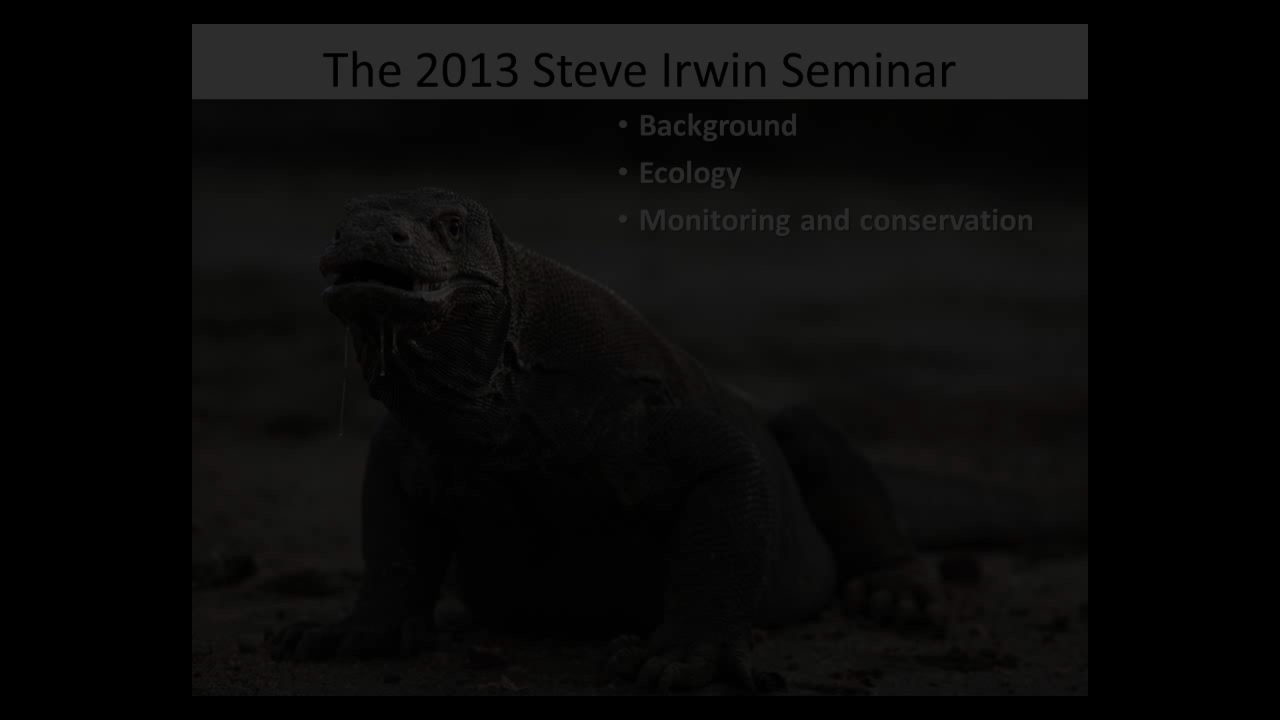 The 2013 Steve Irwin Seminar
• Background
• Ecology
• Monitoring and conservation